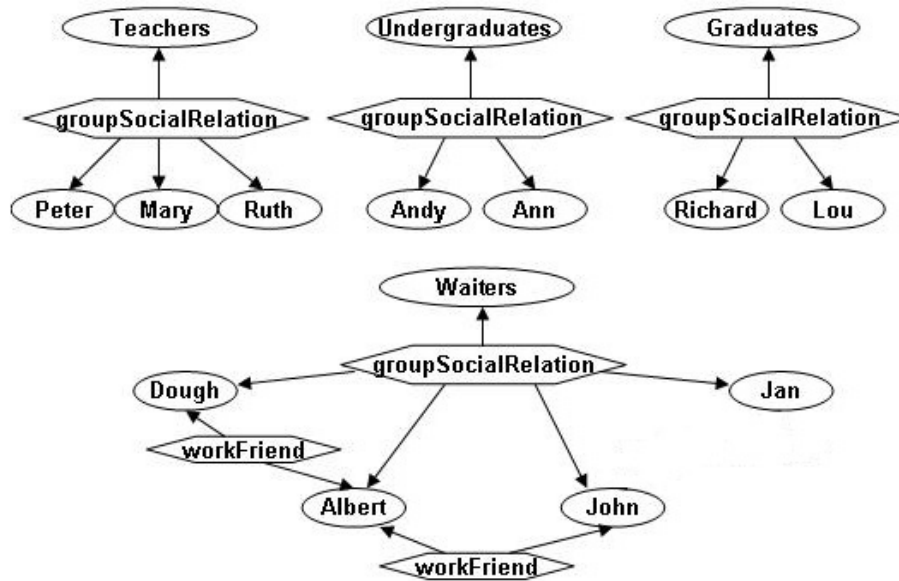 Teachers
Undergraduates
Graduates
groupSocialRelation
groupSocialRelation
groupSocialRelation
Peter
Mary
Ruth
Andy
Ann
Richard
Lou
Waiters
groupSocialRelation
Dough
Jan
workFriend
Albert
John
workFriend